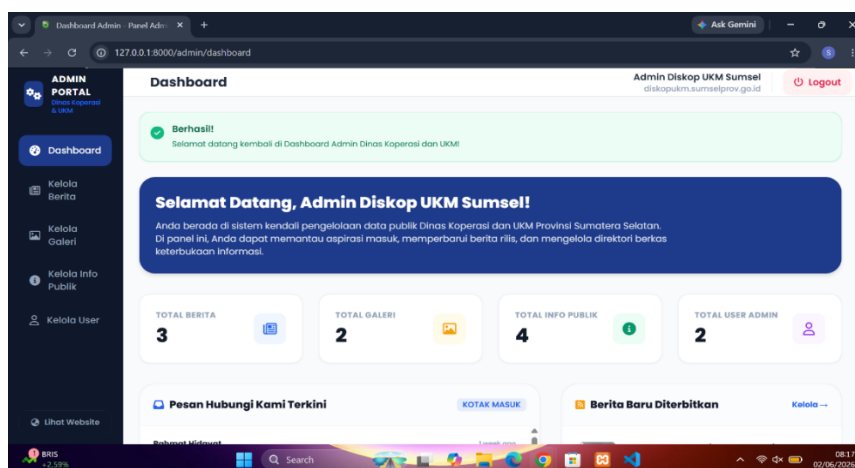 Dashboard Admin - Panel Adm
Ask Gemini
127.0.0.1:8000/admin/dashboard
S
ADMIN
PORTAL
Dinas Koperasi
& UKM
Dashboard
Kelola
Berita
Kelola
Galeri
Kelola Info
Publik
Kelola User
Lihat Website
Dashboard
Admin Diskop UKM Sumsel
diskopukm.sumselprov.go.id
Logout
Berhasil!
Selamat datang kembali di Dashboard Admin Dinas Koperasi dan UKM!
Selamat Datang, Admin Diskop UKM Sumsel!
Anda berada di sistem kendali pengelolaan data publik Dinas Koperasi dan UKM Provinsi Sumatera Selatan.
Di panel ini, Anda dapat memantau aspirasi masuk, memperbarui berita rilis, dan mengelola direktori berkas
keterbukaan informasi.
TOTAL BERITA
3
TOTAL GALERI
2
TOTAL INFO PUBLIK
4
TOTAL USER ADMIN
2
Pesan Hubungi Kami Terkini
KOTAK MASUK
Rahmat Hidayat
1 week ago
Berita Baru Diterbitkan
Kelola →
1
BRIS
+2,59%
Search
08:17
02/06/2026